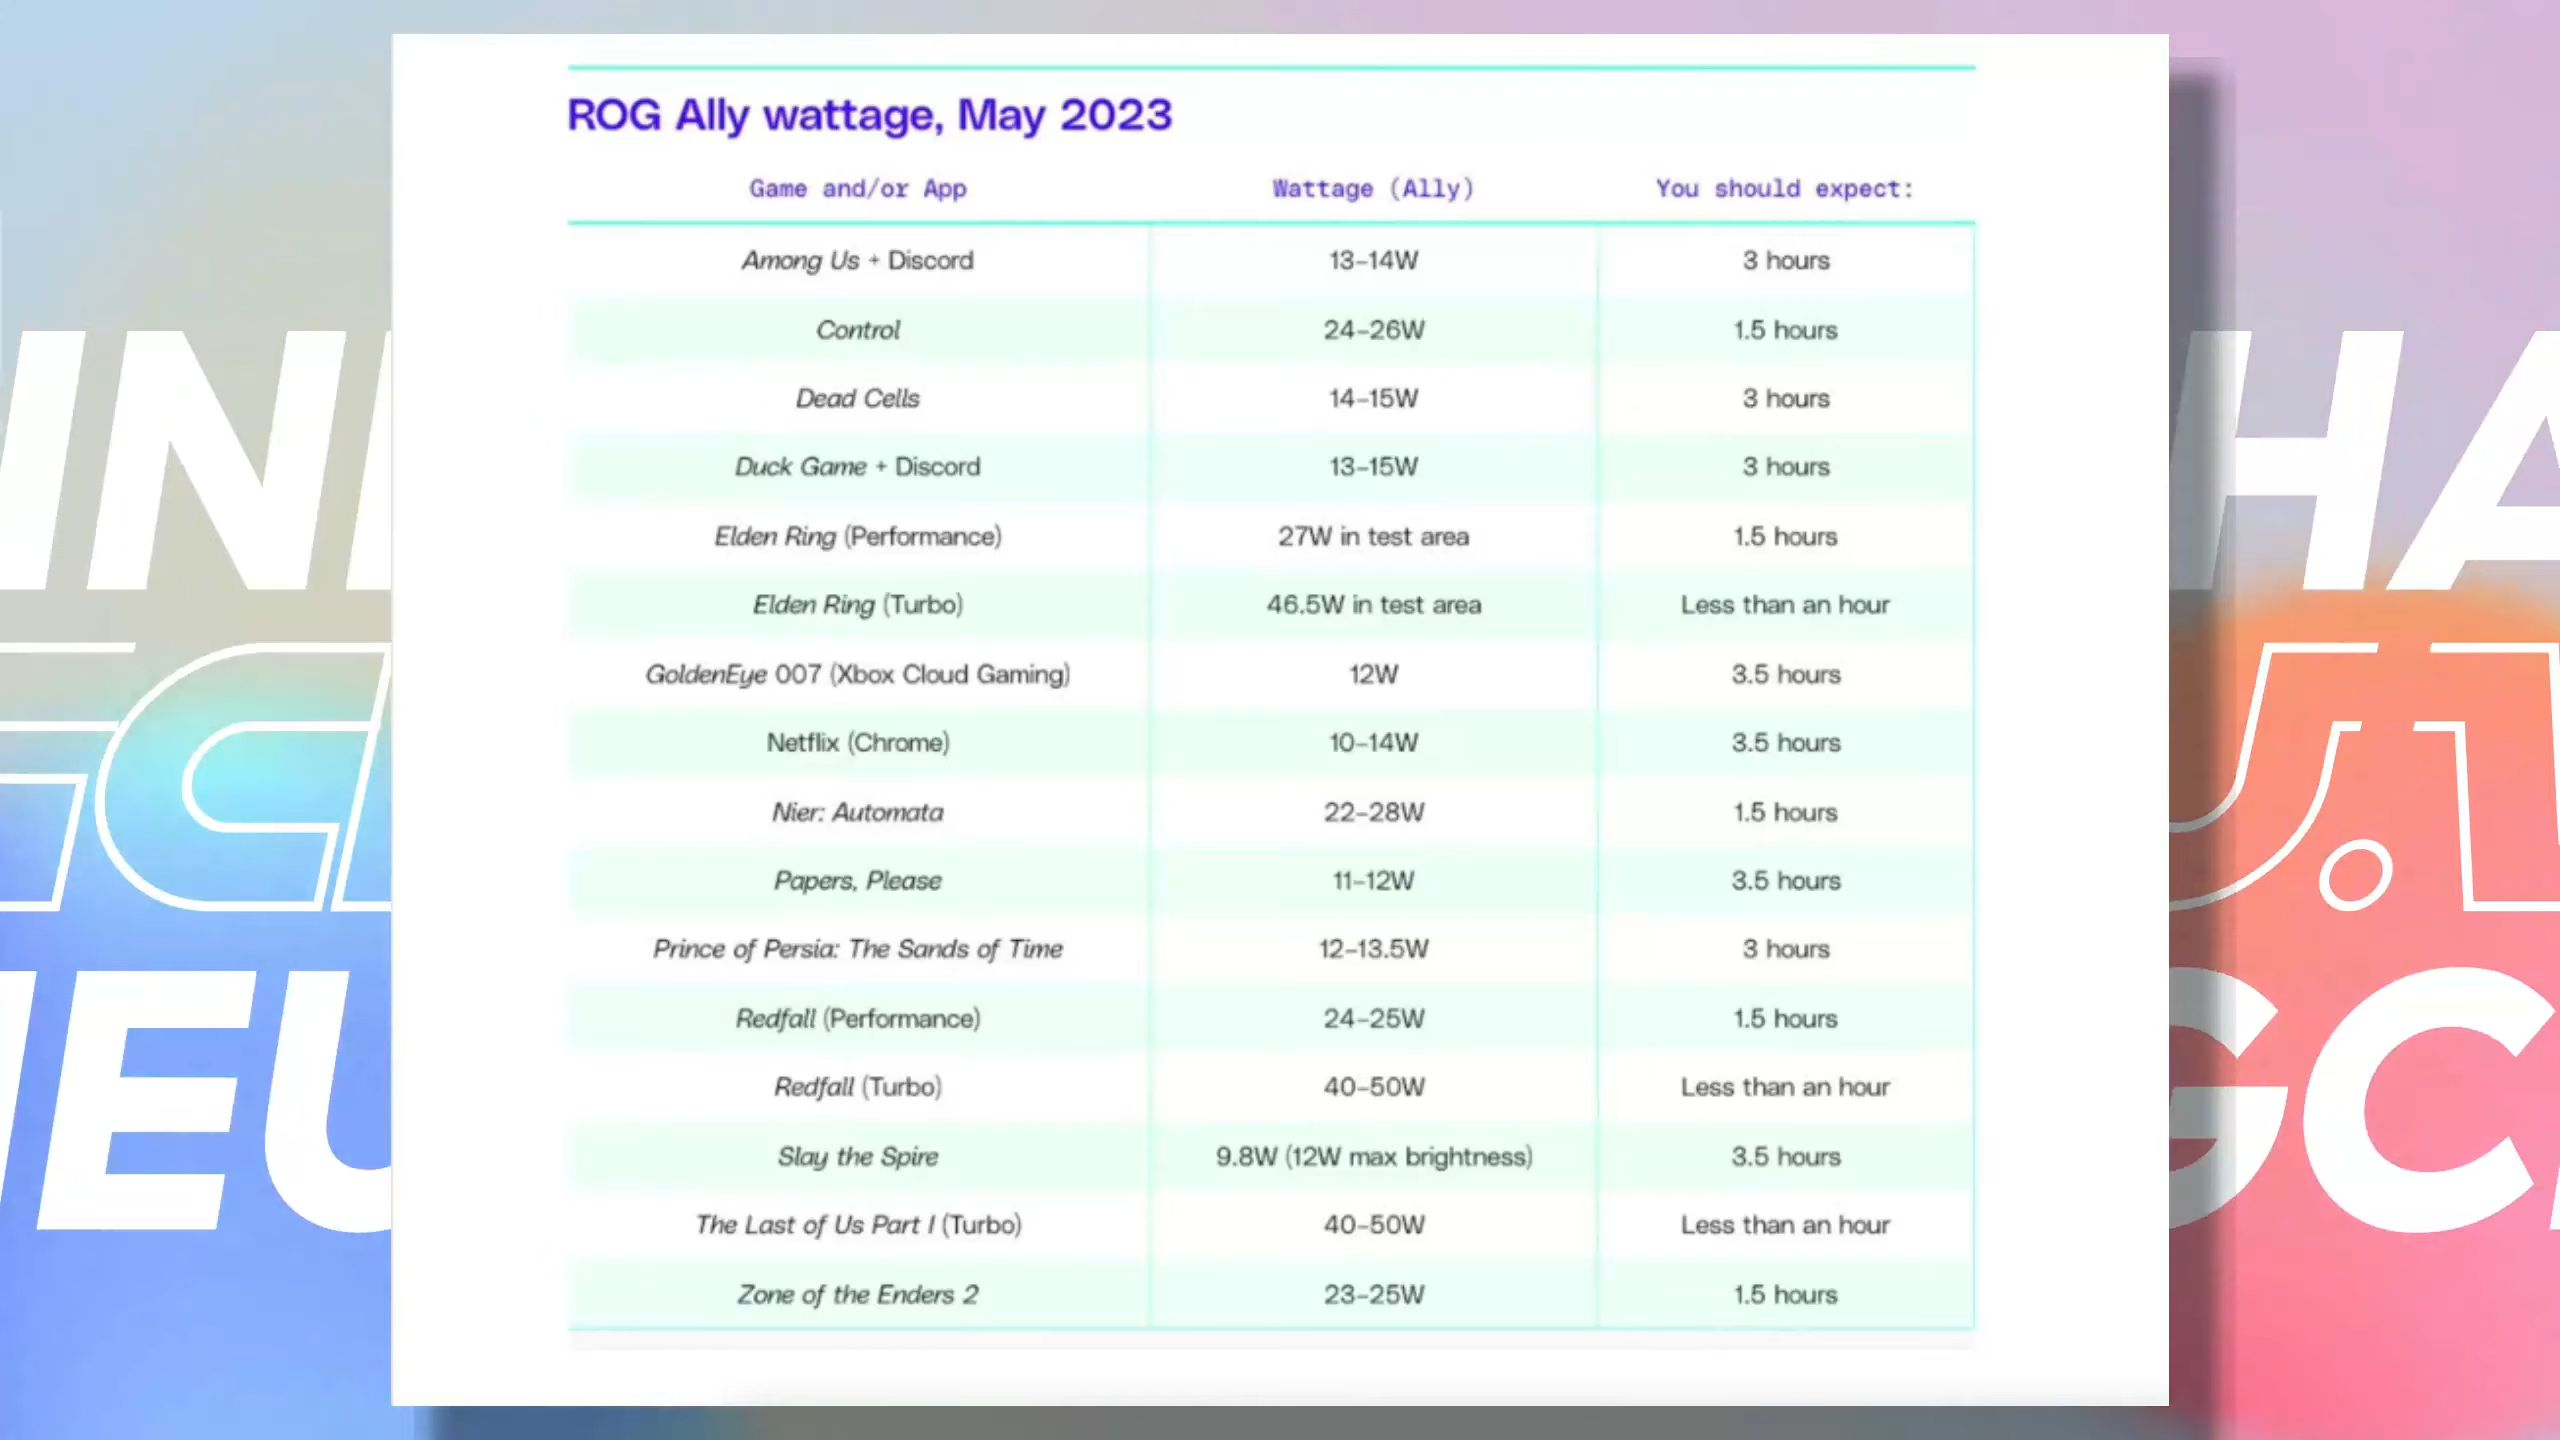 ROG Ally wattage, May 2023
Game and/or App Wattage (Ally) You should expect:
Among Us + Discord 13–14W 3 hours
Control 24–26W 1.5 hours
Dead Cells 14–15W 3 hours
Duck Game + Discord 13–15W 3 hours
Elden Ring (Performance) 27W in test area 1.5 hours
Elden Ring (Turbo) 46.5W in test area Less than an hour
GoldenEye 007 (Xbox Cloud Gaming) 12W 3.5 hours
Netflix (Chrome) 10–14W 3.5 hours
Nier: Automata 22–28W 1.5 hours
Papers, Please 11–12W 3.5 hours
Prince of Persia: The Sands of Time 12–13.5W 3 hours
Redfall (Performance) 24–25W 1.5 hours
Redfall (Turbo) 40–50W Less than an hour
Slay the Spire 9.8W (12W max brightness) 3.5 hours
The Last of Us Part I (Turbo) 40–50W Less than an hour
Zone of the Enders 2 23–25W 1.5 hours